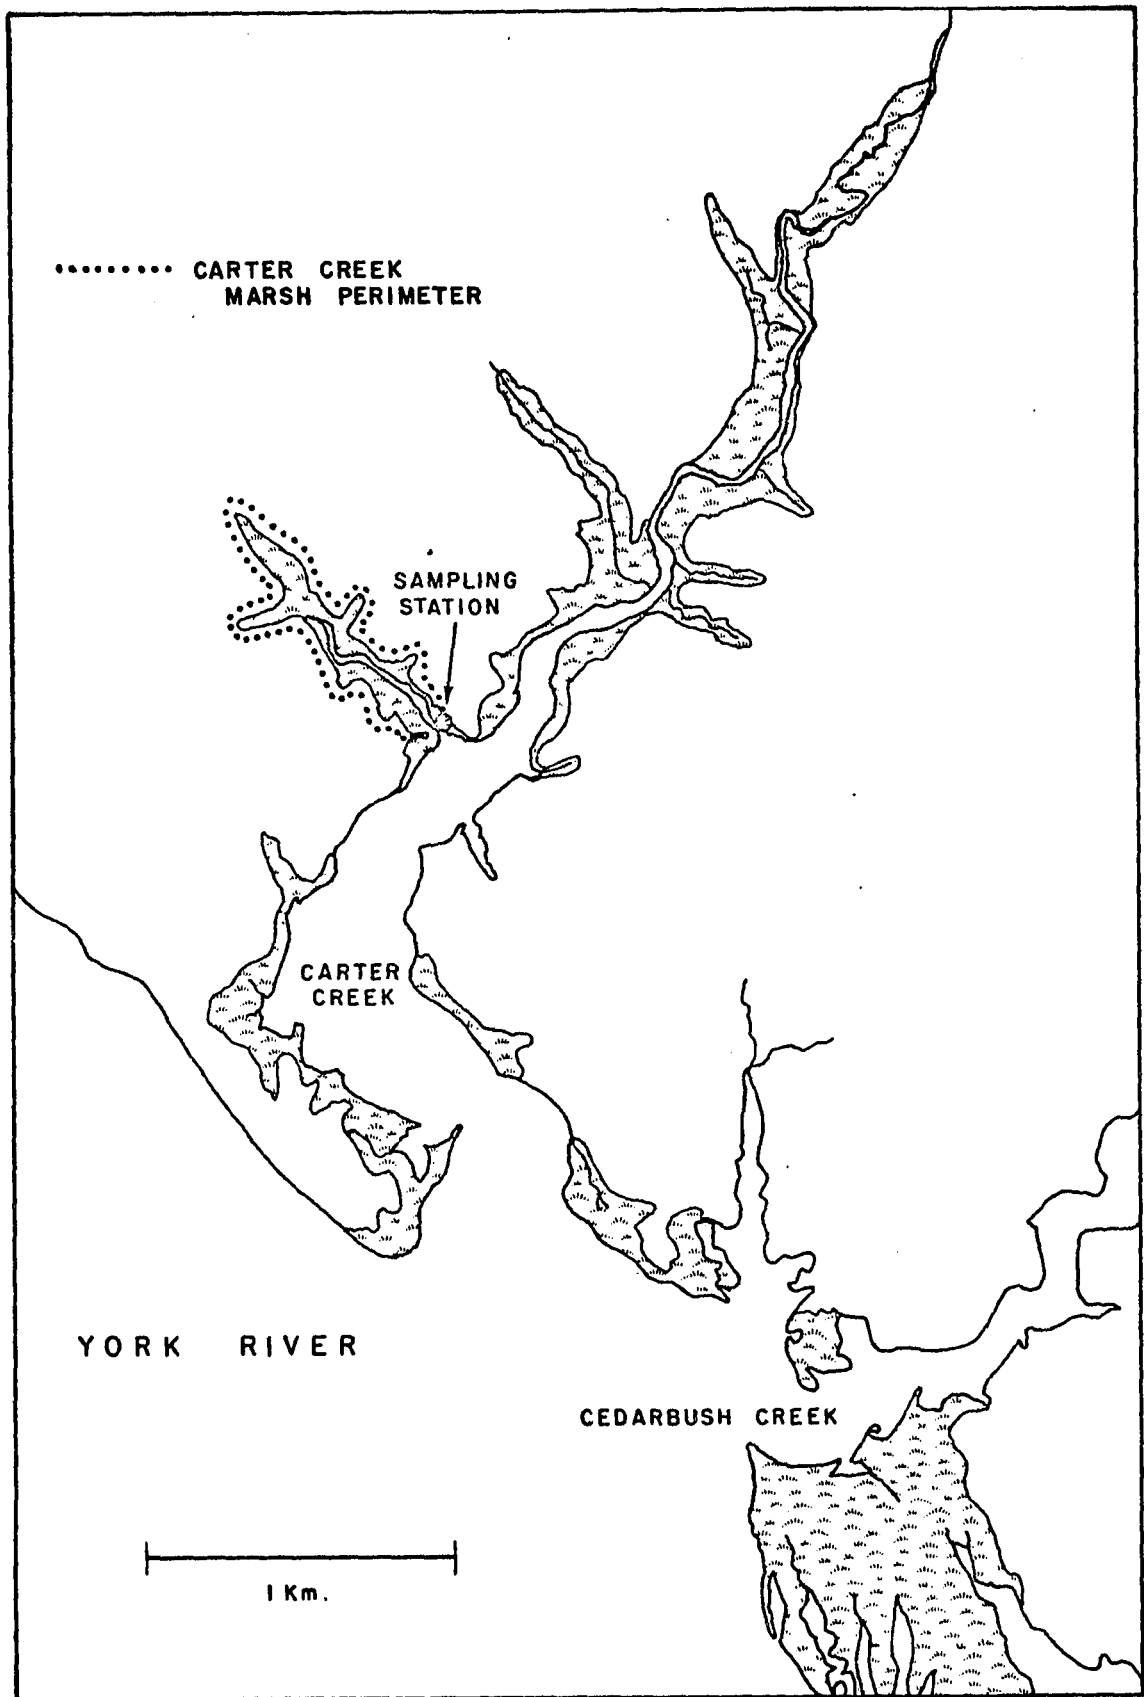 CARTER CREEK
MARSH PERIMETER
SAMPLING
STATION
CARTER
CREEK
YORK RIVER
CEDARBUSH CREEK
1 Km.